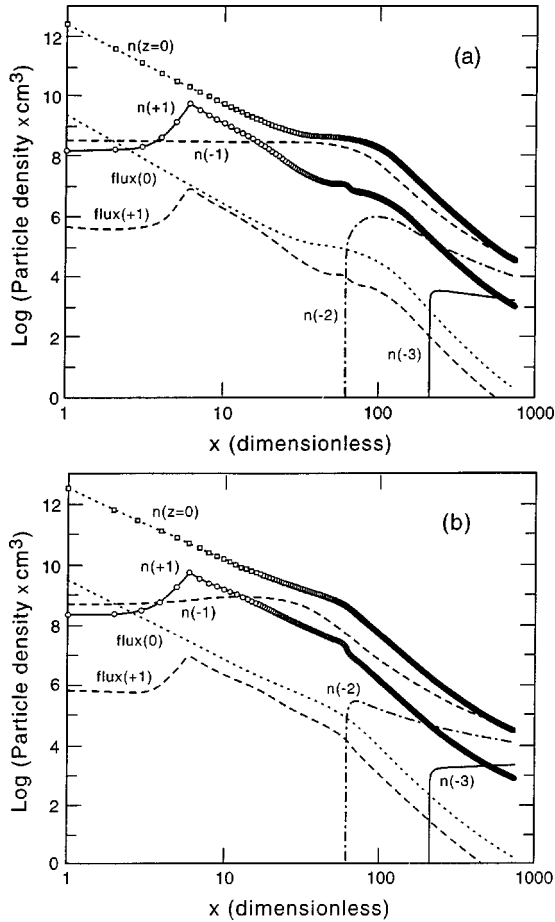 (a)
12
10
8
6
4
2
0
Log (Particle density x cm³)
n(z=0)
n(+1)
n(-1)
flux(0)
flux(+1)
n(-2)
n(-3)
1
10
100
1000
x (dimensionless)
(b)
12
10
8
6
4
2
0
Log (Particle density x cm³)
n(z=0)
n(+1)
n(-1)
flux(0)
flux(+1)
n(-2)
n(-3)
1
10
100
1000
x (dimensionless)